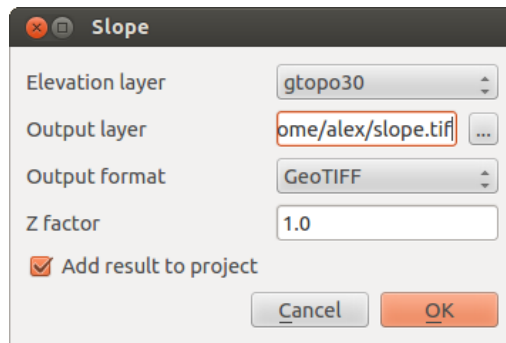 Slope
Elevation layer gtopo30
Output layer ome/alex/slope.tif ...
Output format GeoTIFF
Z factor 1.0
Add result to project
Cancel OK